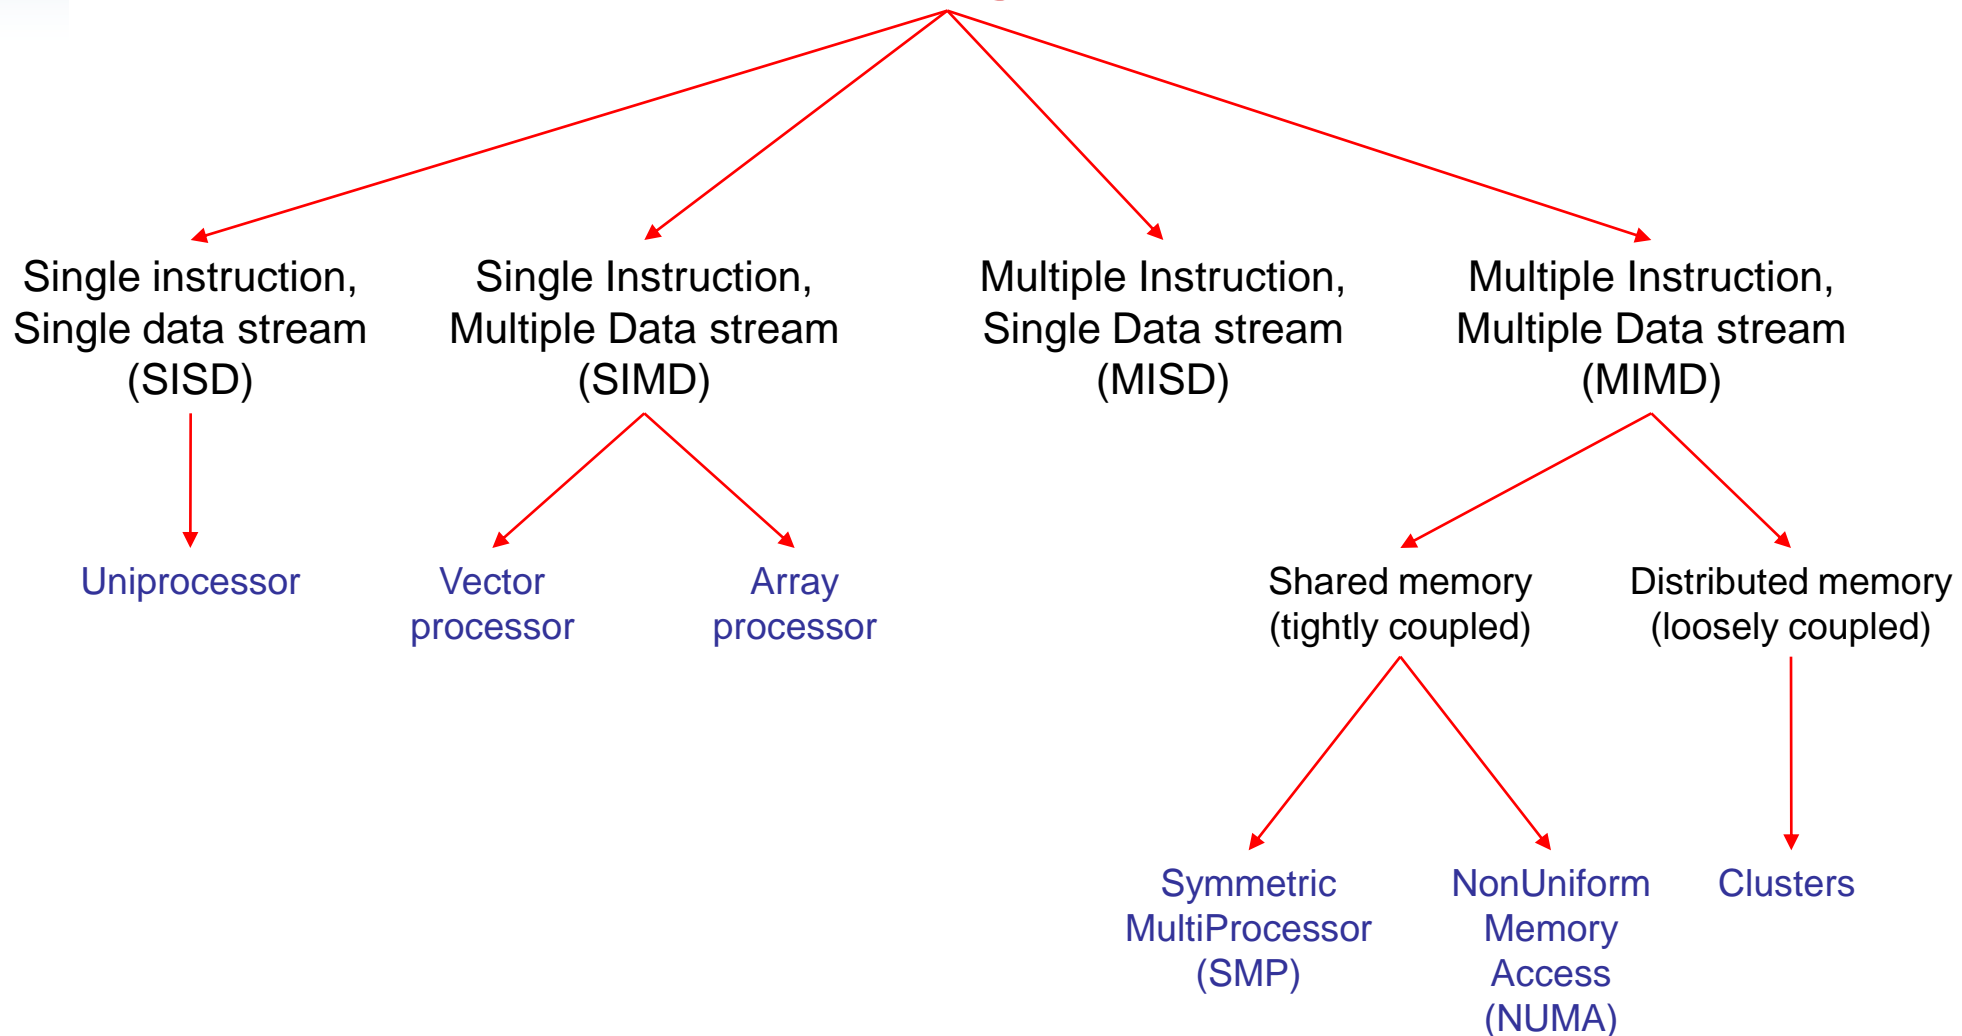 Single instruction,
Single data stream
(SISD)
Single Instruction,
Multiple Data stream
(SIMD)
Multiple Instruction,
Single Data stream
(MISD)
Multiple Instruction,
Multiple Data stream
(MIMD)
Uniprocessor
Vector
processor
Array
processor
Shared memory
(tightly coupled)
Distributed memory
(loosely coupled)
Symmetric
MultiProcessor
(SMP)
NonUniform
Memory
Access
(NUMA)
Clusters